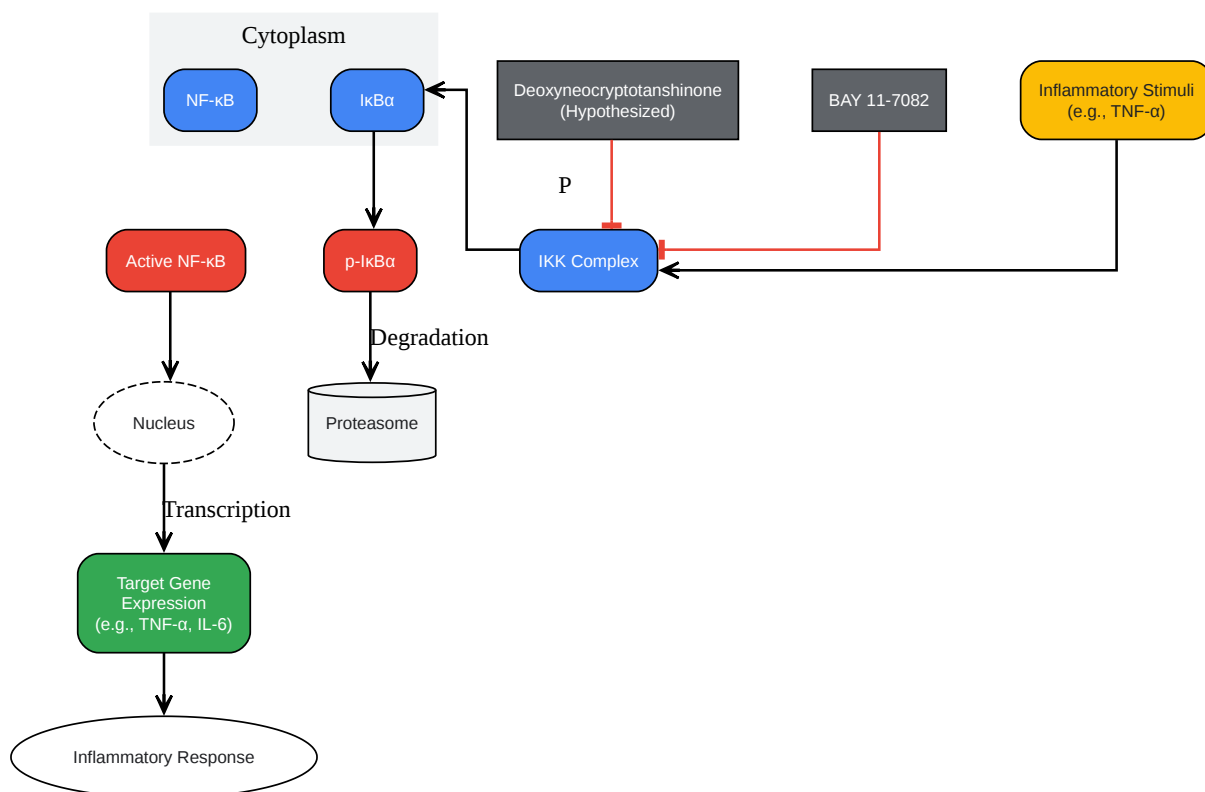 Cytoplasm
NF-κB
IκBα
Deoxyneocryptotanshinone
(Hypothesized)
BAY 11-7082
Inflammatory Stimuli
(e.g., TNF-α)
P
Active NF-κB
p-IκBα
IKK Complex
Degradation
Nucleus
Proteasome
Transcription
Target Gene
Expression
(e.g., TNF-α, IL-6)
Inflammatory Response